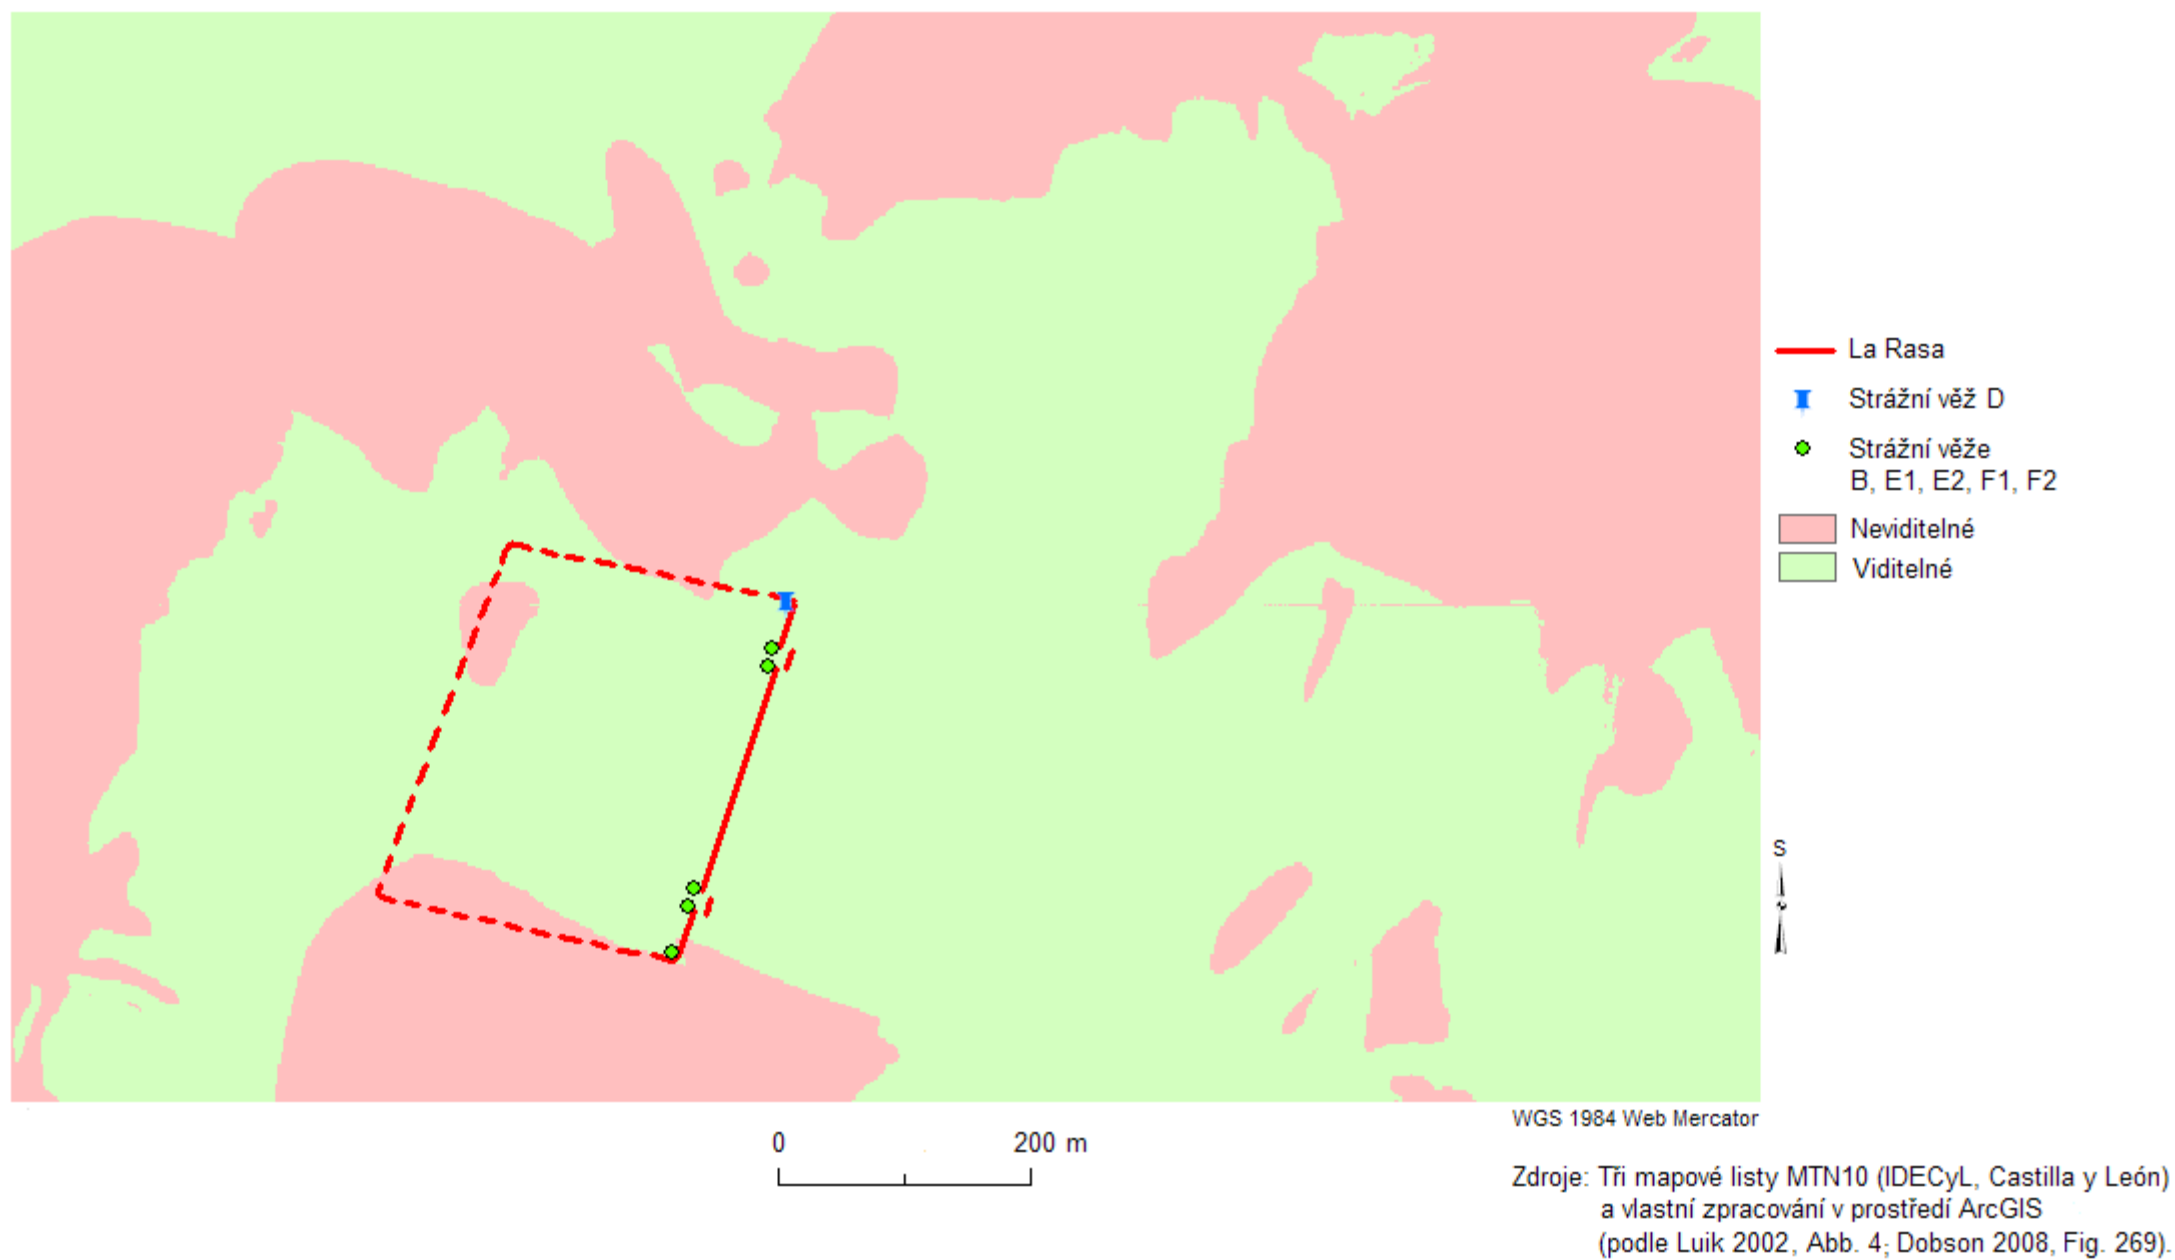 La Rasa
Strážní věž D
Strážní věže
B, E1, E2, F1, F2
Neviditelné
Viditelné
S
WGS 1984 Web Mercator
0 200 m
Zdroje: Tři mapové listy MTN10 (IDECyL, Castilla y León)
a vlastní zpracování v prostředí ArcGIS
(podle Luik 2002, Abb. 4; Dobson 2008, Fig. 269).